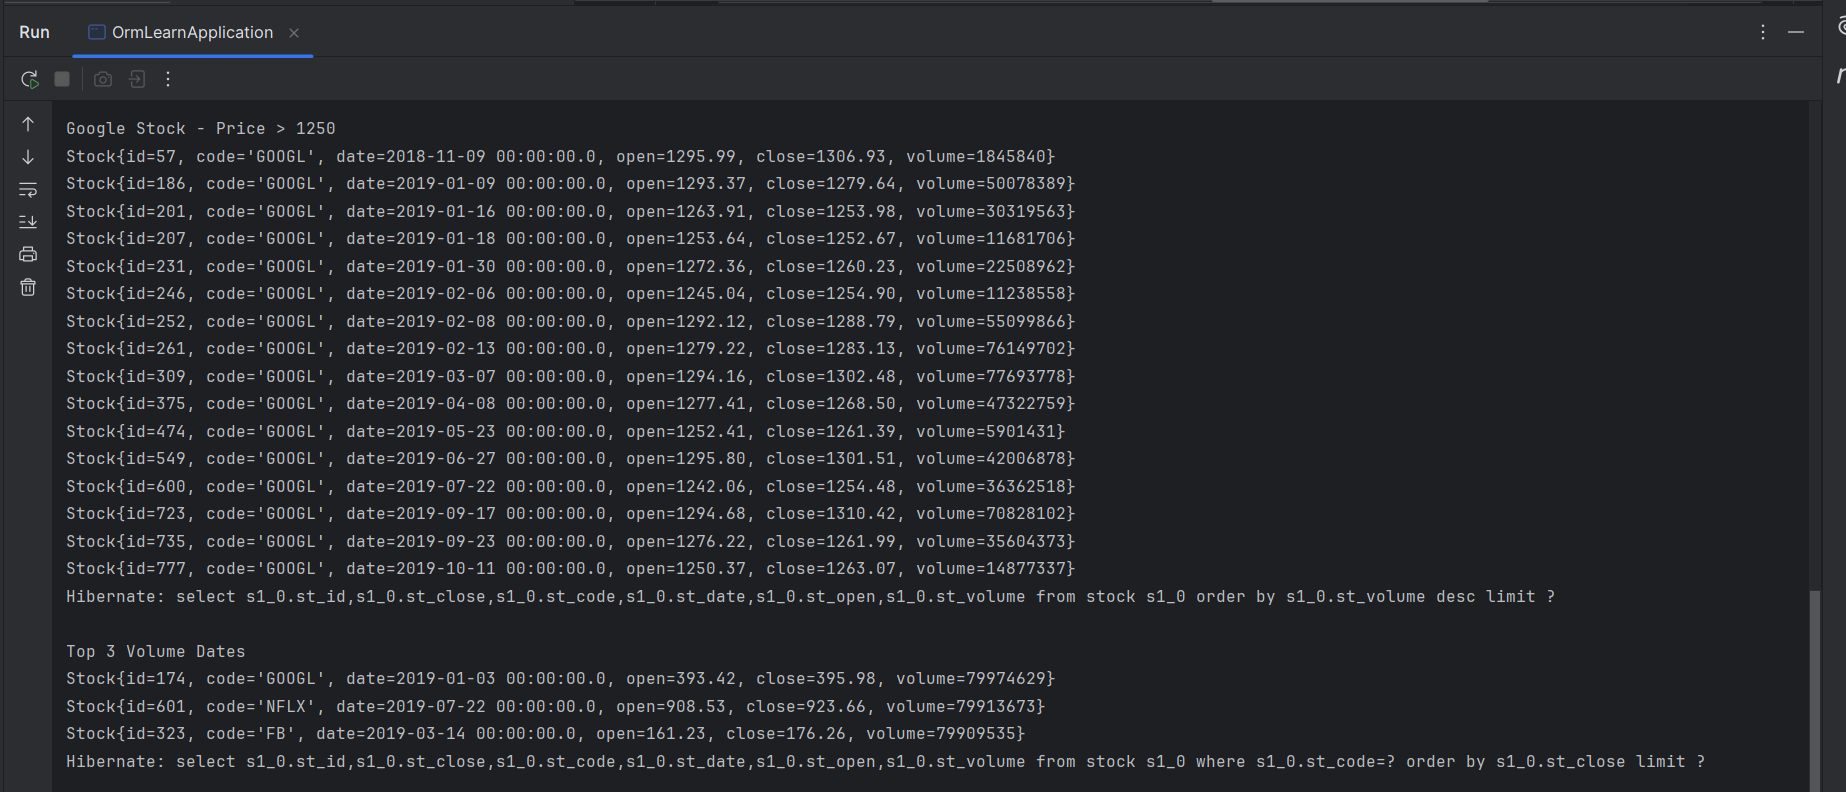 Run OrmLearnApplication
Google Stock - Price > 1250
Stock{id=57, code='GOOGL', date=2018-11-09 00:00:00.0, open=1295.99, close=1306.93, volume=1845840}
Stock{id=186, code='GOOGL', date=2019-01-09 00:00:00.0, open=1293.37, close=1279.64, volume=50078389}
Stock{id=201, code='GOOGL', date=2019-01-16 00:00:00.0, open=1263.91, close=1253.98, volume=30319563}
Stock{id=207, code='GOOGL', date=2019-01-18 00:00:00.0, open=1253.64, close=1252.67, volume=11681706}
Stock{id=231, code='GOOGL', date=2019-01-30 00:00:00.0, open=1272.36, close=1260.23, volume=22508962}
Stock{id=246, code='GOOGL', date=2019-02-06 00:00:00.0, open=1245.04, close=1254.90, volume=11238558}
Stock{id=252, code='GOOGL', date=2019-02-08 00:00:00.0, open=1292.12, close=1288.79, volume=55099866}
Stock{id=261, code='GOOGL', date=2019-02-13 00:00:00.0, open=1279.22, close=1283.13, volume=76149702}
Stock{id=309, code='GOOGL', date=2019-03-07 00:00:00.0, open=1294.16, close=1302.48, volume=77693778}
Stock{id=375, code='GOOGL', date=2019-04-08 00:00:00.0, open=1277.41, close=1268.50, volume=47322759}
Stock{id=474, code='GOOGL', date=2019-05-23 00:00:00.0, open=1252.41, close=1261.39, volume=5901431}
Stock{id=549, code='GOOGL', date=2019-06-27 00:00:00.0, open=1295.80, close=1301.51, volume=42006878}
Stock{id=600, code='GOOGL', date=2019-07-22 00:00:00.0, open=1242.06, close=1254.48, volume=36362518}
Stock{id=723, code='GOOGL', date=2019-09-17 00:00:00.0, open=1294.68, close=1310.42, volume=70828102}
Stock{id=735, code='GOOGL', date=2019-09-23 00:00:00.0, open=1276.22, close=1261.99, volume=35604373}
Stock{id=777, code='GOOGL', date=2019-10-11 00:00:00.0, open=1250.37, close=1263.07, volume=14877337}
Hibernate: select s1_0.st_id,s1_0.st_close,s1_0.st_code,s1_0.st_date,s1_0.st_open,s1_0.st_volume from stock s1_0 order by s1_0.st_volume desc limit ?
Top 3 Volume Dates
Stock{id=174, code='GOOGL', date=2019-01-03 00:00:00.0, open=393.42, close=395.98, volume=79974629}
Stock{id=601, code='NFLX', date=2019-07-22 00:00:00.0, open=908.53, close=923.66, volume=79913673}
Stock{id=323, code='FB', date=2019-03-14 00:00:00.0, open=161.23, close=176.26, volume=79909535}
Hibernate: select s1_0.st_id,s1_0.st_close,s1_0.st_code,s1_0.st_date,s1_0.st_open,s1_0.st_volume from stock s1_0 where s1_0.st_code=? order by s1_0.st_close limit ?